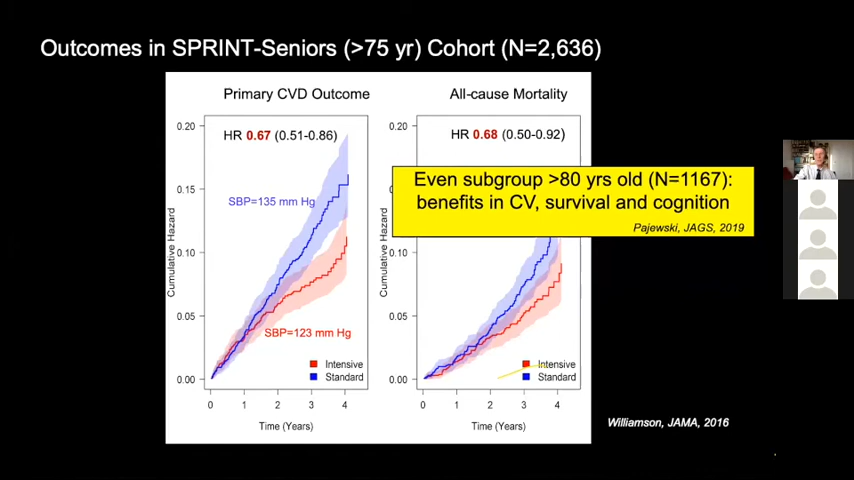 Outcomes in SPRINT-Seniors (>75 yr) Cohort (N=2,636)
Primary CVD Outcome
HR 0.67 (0.51-0.86)
SBP=135 mm Hg
SBP=123 mm Hg
Cumulative Hazard
0.20
0.15
0.10
0.05
0.00
0 1 2 3 4
Time (Years)
Intensive
Standard
All-cause Mortality
HR 0.68 (0.50-0.92)
Cumulative Hazard
0.20
0.10
0.05
0.00
0 1 2 3 4
Time (Years)
Intensive
Standard
Even subgroup >80 yrs old (N=1167):
benefits in CV, survival and cognition
Pajewski, JAGS, 2019
Williamson, JAMA, 2016